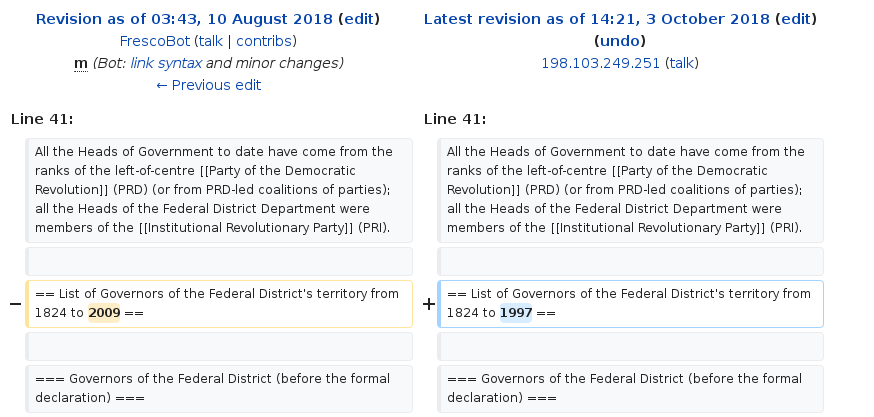 Revision as of 03:43, 10 August 2018 (edit)
FrescoBot (talk | contribs)
m (Bot: link syntax and minor changes)
← Previous edit
Latest revision as of 14:21, 3 October 2018 (edit)
(undo)
198.103.249.251 (talk)
Line 41:
All the Heads of Government to date have come from the
ranks of the left-of-centre [[Party of the Democratic
Revolution]] (PRD) (or from PRD-led coalitions of parties);
all the Heads of the Federal District Department were
members of the [[Institutional Revolutionary Party]] (PRI).
− == List of Governors of the Federal District's territory from
1824 to 2009 ==
=== Governors of the Federal District (before the formal
declaration) ===
Line 41:
All the Heads of Government to date have come from the
ranks of the left-of-centre [[Party of the Democratic
Revolution]] (PRD) (or from PRD-led coalitions of parties);
all the Heads of the Federal District Department were
members of the [[Institutional Revolutionary Party]] (PRI).
+ == List of Governors of the Federal District's territory from
1824 to 1997 ==
=== Governors of the Federal District (before the formal
declaration) ===